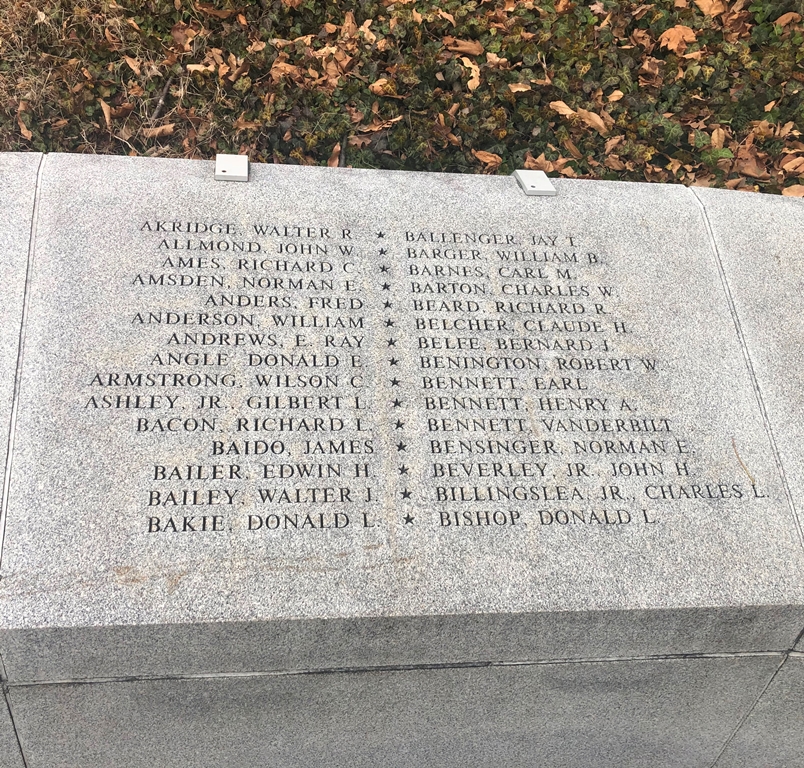 AKRIDGE, WALTER R. ★ BALLENGER, JAY T.
ALLMOND, JOHN W. ★ BARGER, WILLIAM B.
AMES, RICHARD C. ★ BARNES, CARL M.
AMSDEN, NORMAN E. ★ BARTON, CHARLES W.
ANDERS, FRED ★ BEARD, RICHARD R.
ANDERSON, WILLIAM ★ BELCHER, CLAUDE H.
ANDREWS, E. RAY ★ BELFE, BERNARD J.
ANGLE DONALD E. ★ BENINGTON, ROBERT W.
ARMSTRONG, WILSON C. ★ BENNETT, EARL
ASHLEY, JR., GILBERT L. ★ BENNETT, HENRY A.
BACON, RICHARD L. ★ BENNETT, VANDERBILT
BAIDO, JAMES ★ BENSINGER, NORMAN E.
BAILER, EDWIN H. ★ BEVERLEY, JR., JOHN H.
BAILEY, WALTER J. ★ BILLINGSLEA, JR., CHARLES L.
BAKIE, DONALD L. ★ BISHOP, DONALD L.